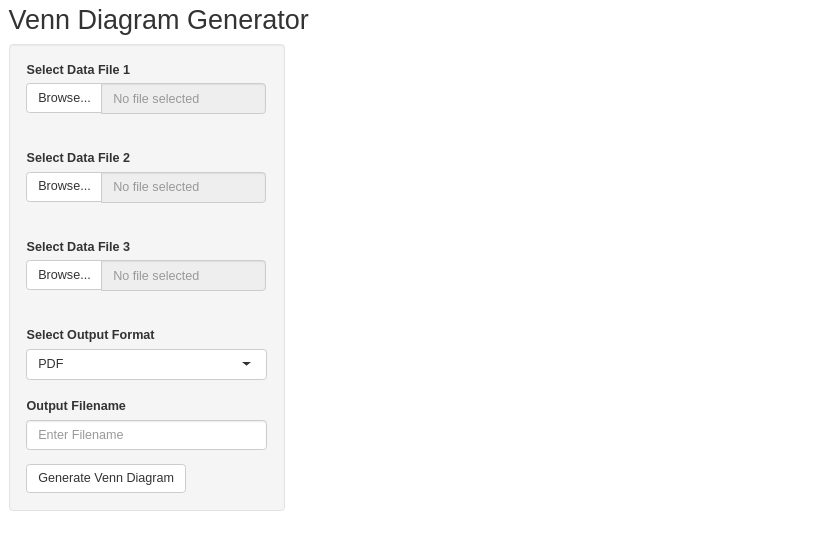 Venn Diagram Generator
Select Data File 1
Browse... No file selected
Select Data File 2
Browse... No file selected
Select Data File 3
Browse... No file selected
Select Output Format
PDF
Output Filename
Enter Filename
Generate Venn Diagram